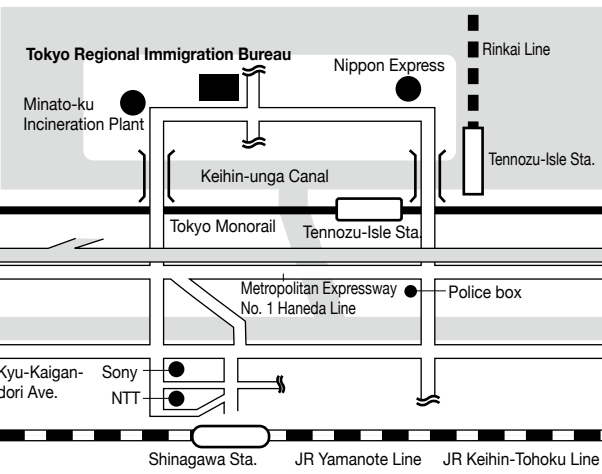 Rinkai Line
Tokyo Regional Immigration Bureau
Nippon Express
Minato-ku
Incineration Plant
Tennozu-Isle Sta.
Keihin-unga Canal
Tokyo Monorail
Tennozu-Isle Sta.
Metropolitan Expressway
No. 1 Haneda Line
Police box
Kyu-Kaigan-
dori Ave.
Sony
NTT
Shinagawa Sta.
JR Yamanote Line
JR Keihin-Tohoku Line